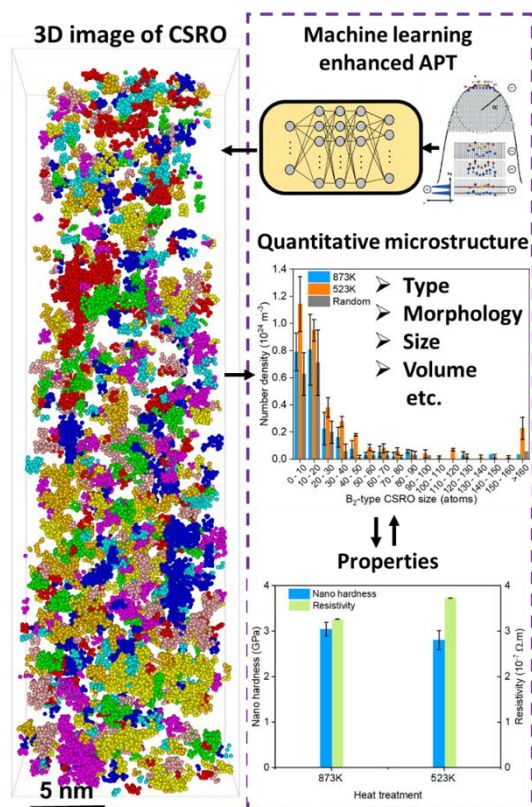 3D image of CSRO
5 nm
Machine learning
enhanced APT
R
Quantitative microstructure
873K
523K
Random
Number density (10²⁴ m⁻³)
1.4
1.2
1.0
0.8
0.6
0.4
0.2
0.0
0 - 10
10 - 20
20 - 30
30 - 40
40 - 50
50 - 60
60 - 70
70 - 80
80 - 90
90 - 100
100 - 110
110 - 120
120 - 130
130 - 140
140 - 150
150 - 160
>160
B₂-type CSRO size (atoms)
➢ Type
➢ Morphology
➢ Size
➢ Volume
etc.
Properties
Nano hardness
Resistivity
Nano hardness (GPa)
4
3
2
1
0
4
3
2
1
0
Resistivity (10⁻⁷ Ω.m)
873K
523K
Heat treatment